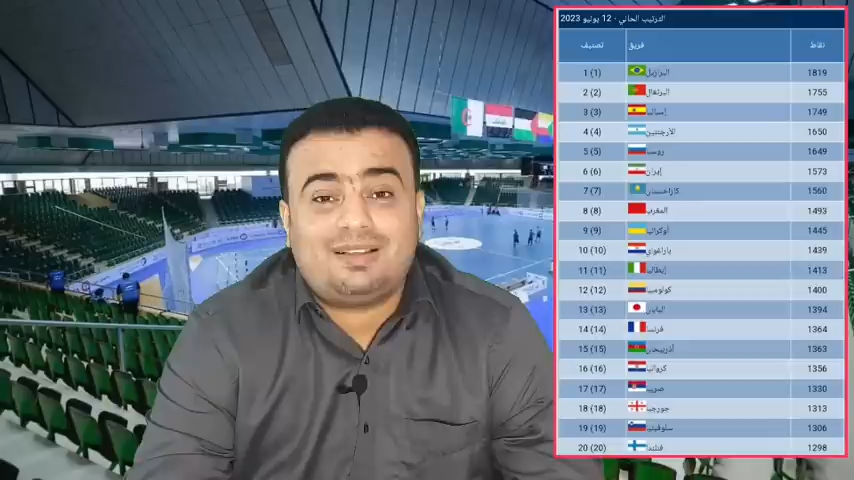 الترتيب الحالي - 12 يونيو 2023
تصنيف فريق نقاط
1 (1) البرازيل 1819
2 (2) البرتغال 1755
3 (3) إسبانيا 1749
4 (4) الأرجنتين 1650
5 (5) روسيا 1649
6 (6) إيران 1573
7 (7) كازاخستان 1560
8 (8) المغرب 1493
9 (9) أوكرانيا 1445
10 (10) باراغواي 1439
11 (11) إيطاليا 1413
12 (12) كولومبيا 1400
13 (13) اليابان 1394
14 (14) فرنسا 1364
15 (15) أذربيجان 1363
16 (16) كرواتيا 1356
17 (17) صربيا 1330
18 (18) جورجيا 1313
19 (19) سلوفينيا 1306
20 (20) فنلندا 1298